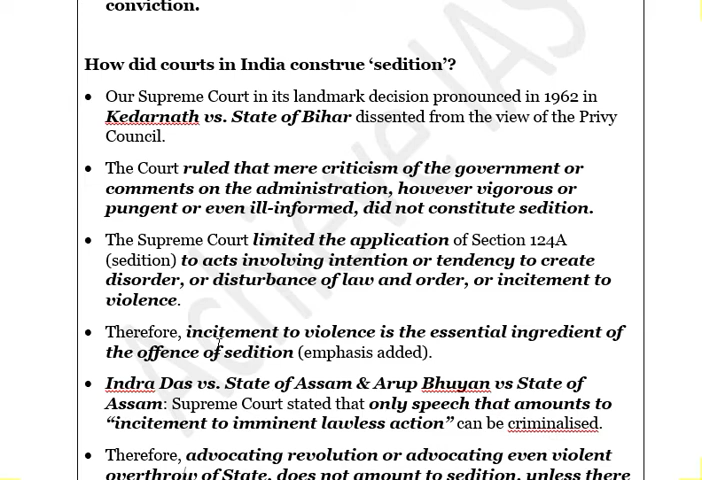 conviction.
How did courts in India construe ‘sedition’?
• Our Supreme Court in its landmark decision pronounced in 1962 in
Kedarnath vs. State of Bihar dissented from the view of the Privy
Council.
• The Court ruled that mere criticism of the government or
comments on the administration, however vigorous or
pungent or even ill-informed, did not constitute sedition.
• The Supreme Court limited the application of Section 124A
(sedition) to acts involving intention or tendency to create
disorder, or disturbance of law and order, or incitement to
violence.
• Therefore, incitement to violence is the essential ingredient of
the offence of sedition (emphasis added).
• Indra Das vs. State of Assam & Arup Bhuyan vs State of
Assam: Supreme Court stated that only speech that amounts to
“incitement to imminent lawless action” can be criminalised.
• Therefore, advocating revolution or advocating even violent
overthrow of State, does not amount to sedition, unless there
Achieve IAS